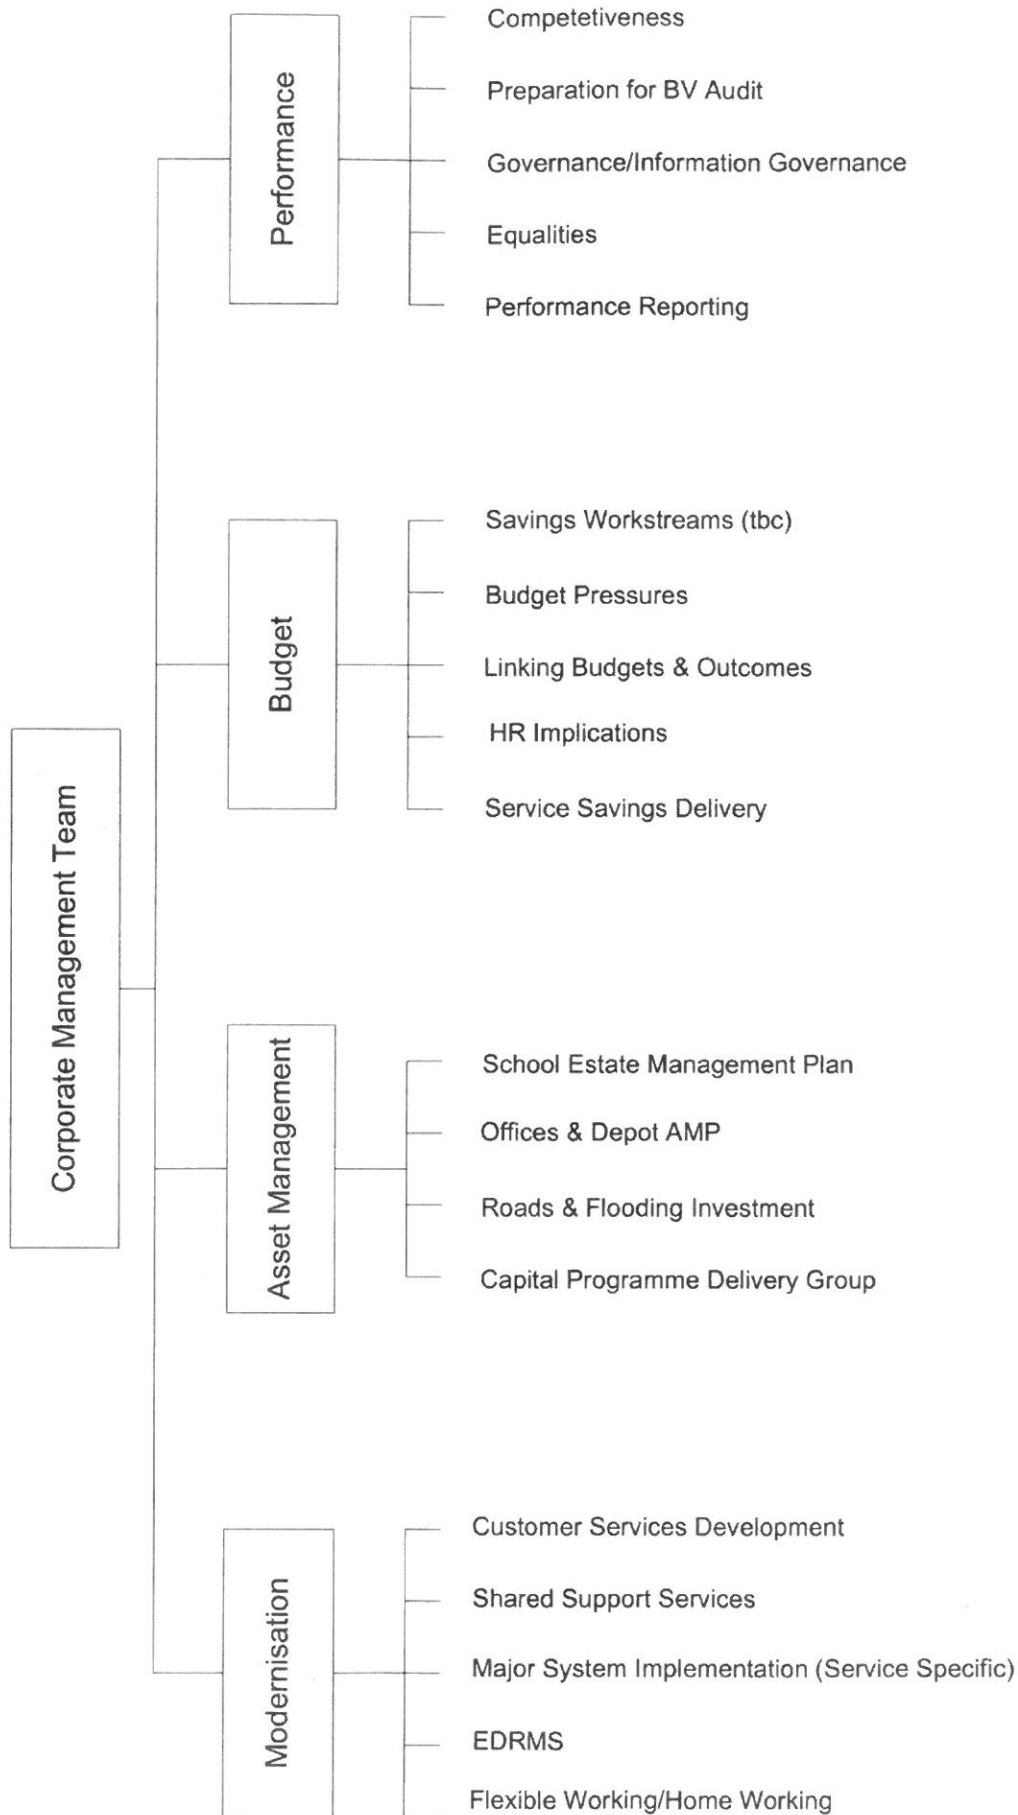 Corporate Management Team
Performance
Competetiveness
Preparation for BV Audit
Governance/Information Governance
Equalities
Performance Reporting
Budget
Savings Workstreams (tbc)
Budget Pressures
Linking Budgets & Outcomes
HR Implications
Service Savings Delivery
Asset Management
School Estate Management Plan
Offices & Depot AMP
Roads & Flooding Investment
Capital Programme Delivery Group
Modernisation
Customer Services Development
Shared Support Services
Major System Implementation (Service Specific)
EDRMS
Flexible Working/Home Working